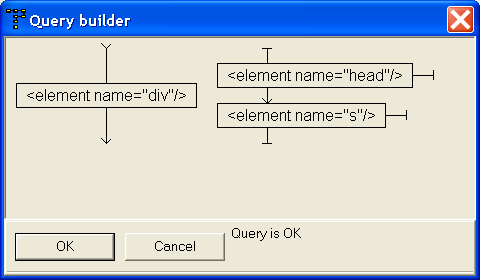 Query builder
<element name="div"/>
<element name="head"/>
<element name="s"/>
OK
Cancel
Query is OK